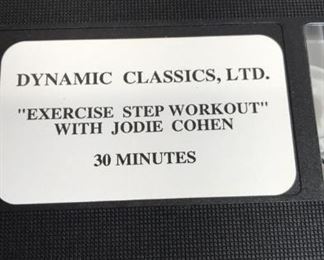 DYNAMIC CLASSICS, LTD.
"EXERCISE STEP WORKOUT"
WITH JODIE COHEN
30 MINUTES